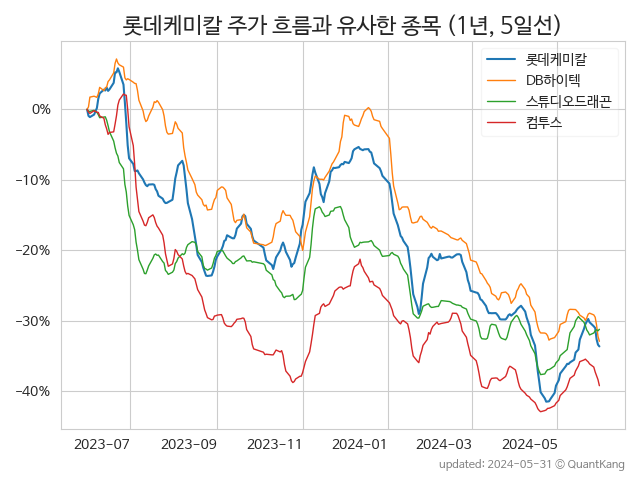 롯데케미칼 주가 흐름과 유사한 종목 (1년, 5일선)
롯데케미칼
DB하이텍
스튜디오드래곤
컴투스
0%
−10%
−20%
−30%
−40%
2023-07
2023-09
2023-11
2024-01
2024-03
2024-05
updated: 2024-05-31 © QuantKang